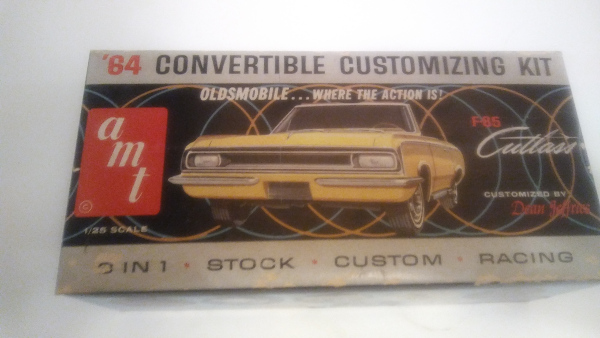 '64 CONVERTIBLE CUSTOMIZING KIT
OLDSMOBILE...WHERE THE ACTION IS!
amt
©
F85
Cutlass
CUSTOMIZED BY
Dean Jeffries
1/25 SCALE
3 IN 1 • STOCK • CUSTOM • RACING